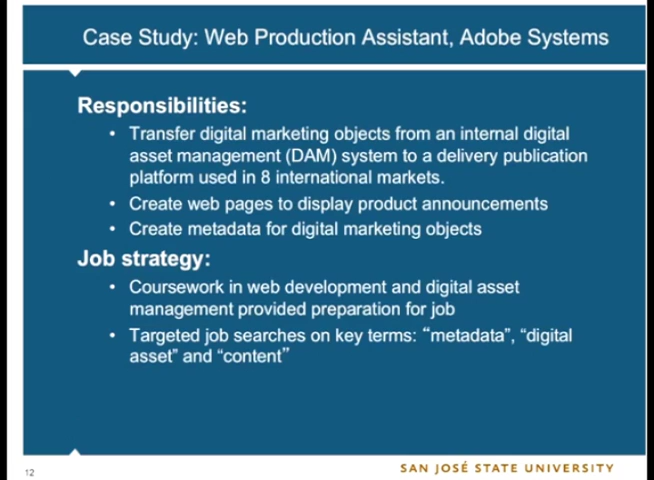 Case Study: Web Production Assistant, Adobe Systems
Responsibilities:
• Transfer digital marketing objects from an internal digital
asset management (DAM) system to a delivery publication
platform used in 8 international markets.
• Create web pages to display product announcements
• Create metadata for digital marketing objects
Job strategy:
• Coursework in web development and digital asset
management provided preparation for job
• Targeted job searches on key terms: “metadata”, “digital
asset” and “content”
12
SAN JOSÉ STATE UNIVERSITY